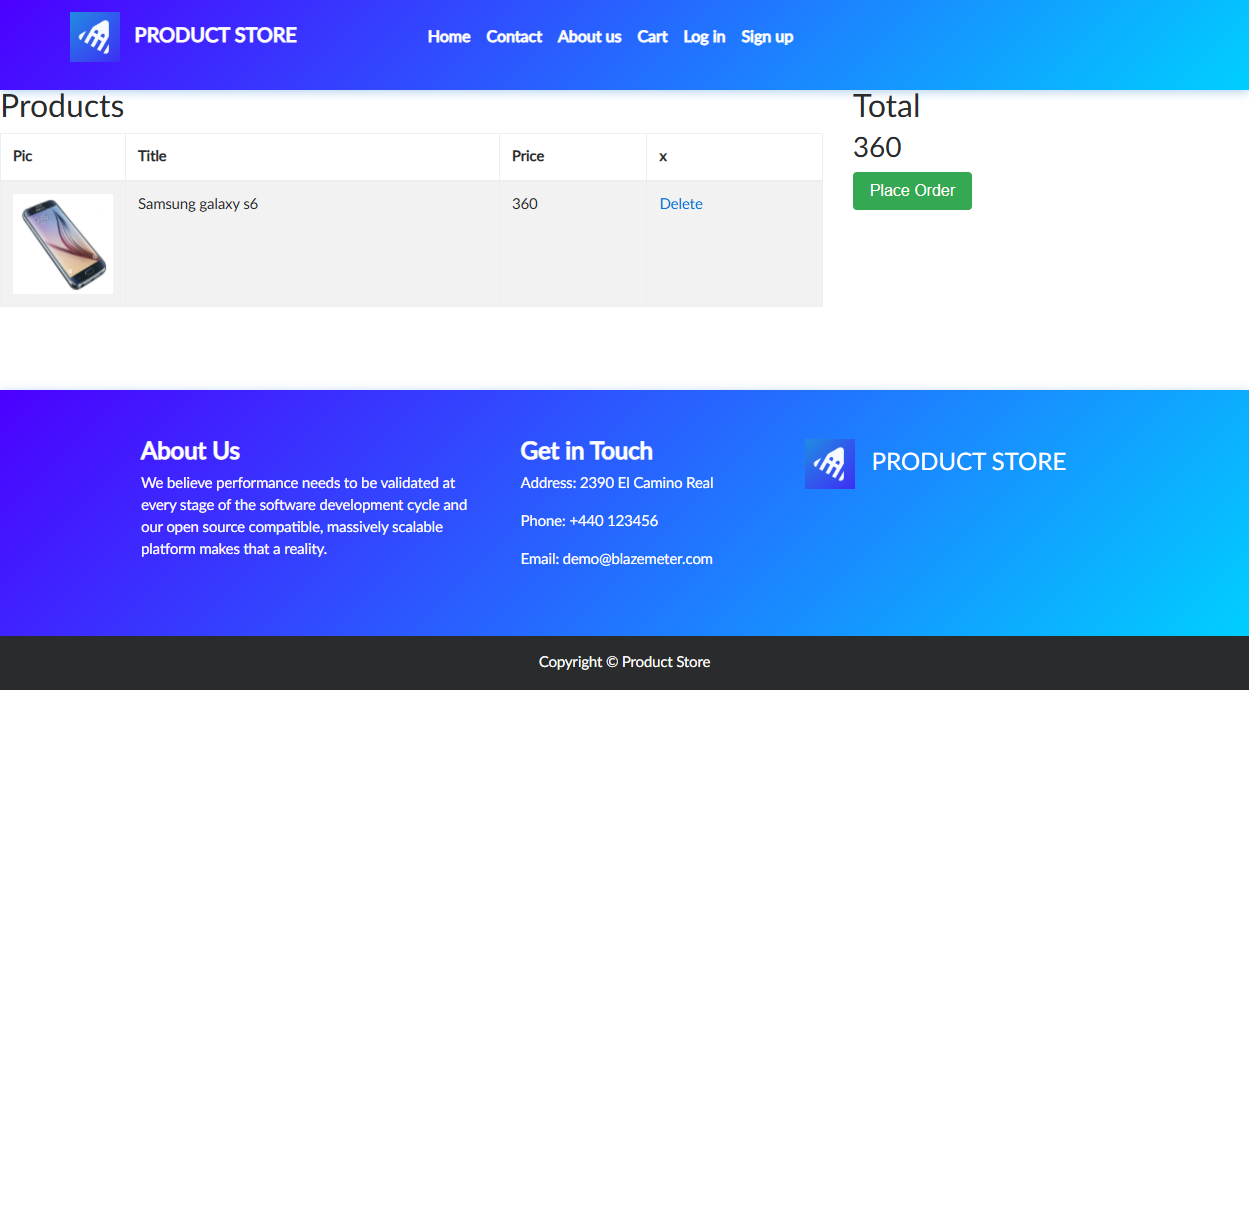 PRODUCT STORE
Home Contact About us Cart Log in Sign up
Products
Pic Title Price x
Samsung galaxy s6 360 Delete
Total
360
Place Order
About Us
We believe performance needs to be validated at
every stage of the software development cycle and
our open source compatible, massively scalable
platform makes that a reality.
Get in Touch
Address: 2390 El Camino Real
Phone: +440 123456
Email: demo@blazemeter.com
PRODUCT STORE
Copyright © Product Store